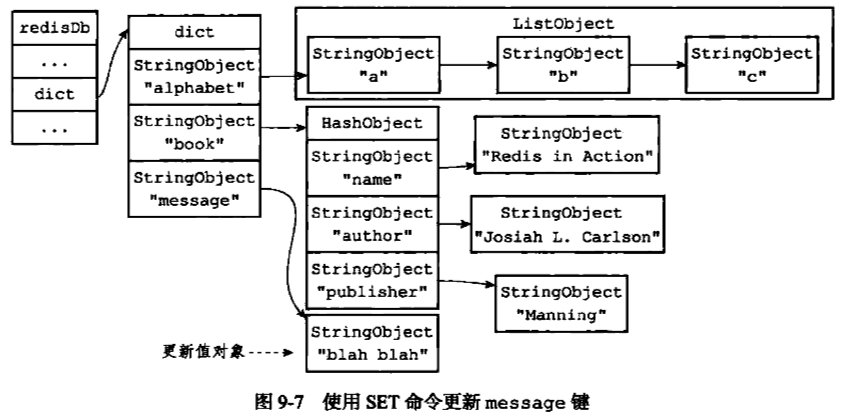 redisDb
...
dict
...
dict
StringObject
"alphabet"
StringObject
"book"
StringObject
"message"
ListObject
StringObject
"a"
StringObject
"b"
StringObject
"c"
HashObject
StringObject
"name"
StringObject
"author"
StringObject
"publisher"
StringObject
"Redis in Action"
StringObject
"Josiah L. Carlson"
StringObject
"Manning"
StringObject
"blah blah"
更新值对象
图 9-7 使用 SET 命令更新 message 键